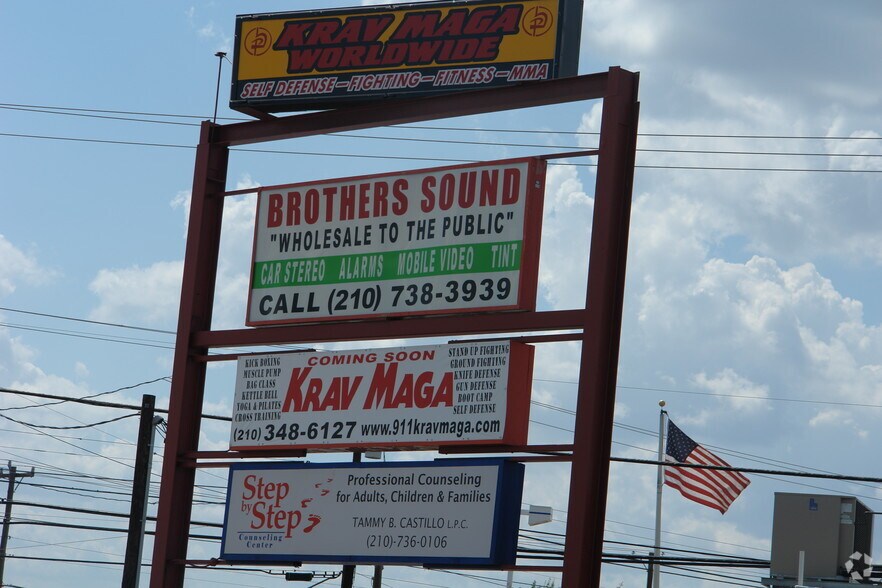 KRAV MAGA
WORLDWIDE
SELF DEFENSE-FIGHTING-FITNESS-MMA
BROTHERS SOUND
"WHOLESALE TO THE PUBLIC"
CAR STEREO ALARMS MOBILE VIDEO TINT
CALL (210) 738-3939
COMING SOON
KRAV MAGA
KICK BOXING
MUSCLE PUMP
BAG CLASS
KETTLE BELL
YOGA & PILATES
CROSS TRAINING
STAND UP FIGHTING
GROUND FIGHTING
KNIFE DEFENSE
GUN DEFENSE
BOOT CAMP
SELF DEFENSE
(210) 348-6127 www.911kravmaga.com
Step
by Step
Counseling
Center
Professional Counseling
for Adults, Children & Families
TAMMY B. CASTILLO L.P.C.
(210)-736-0106